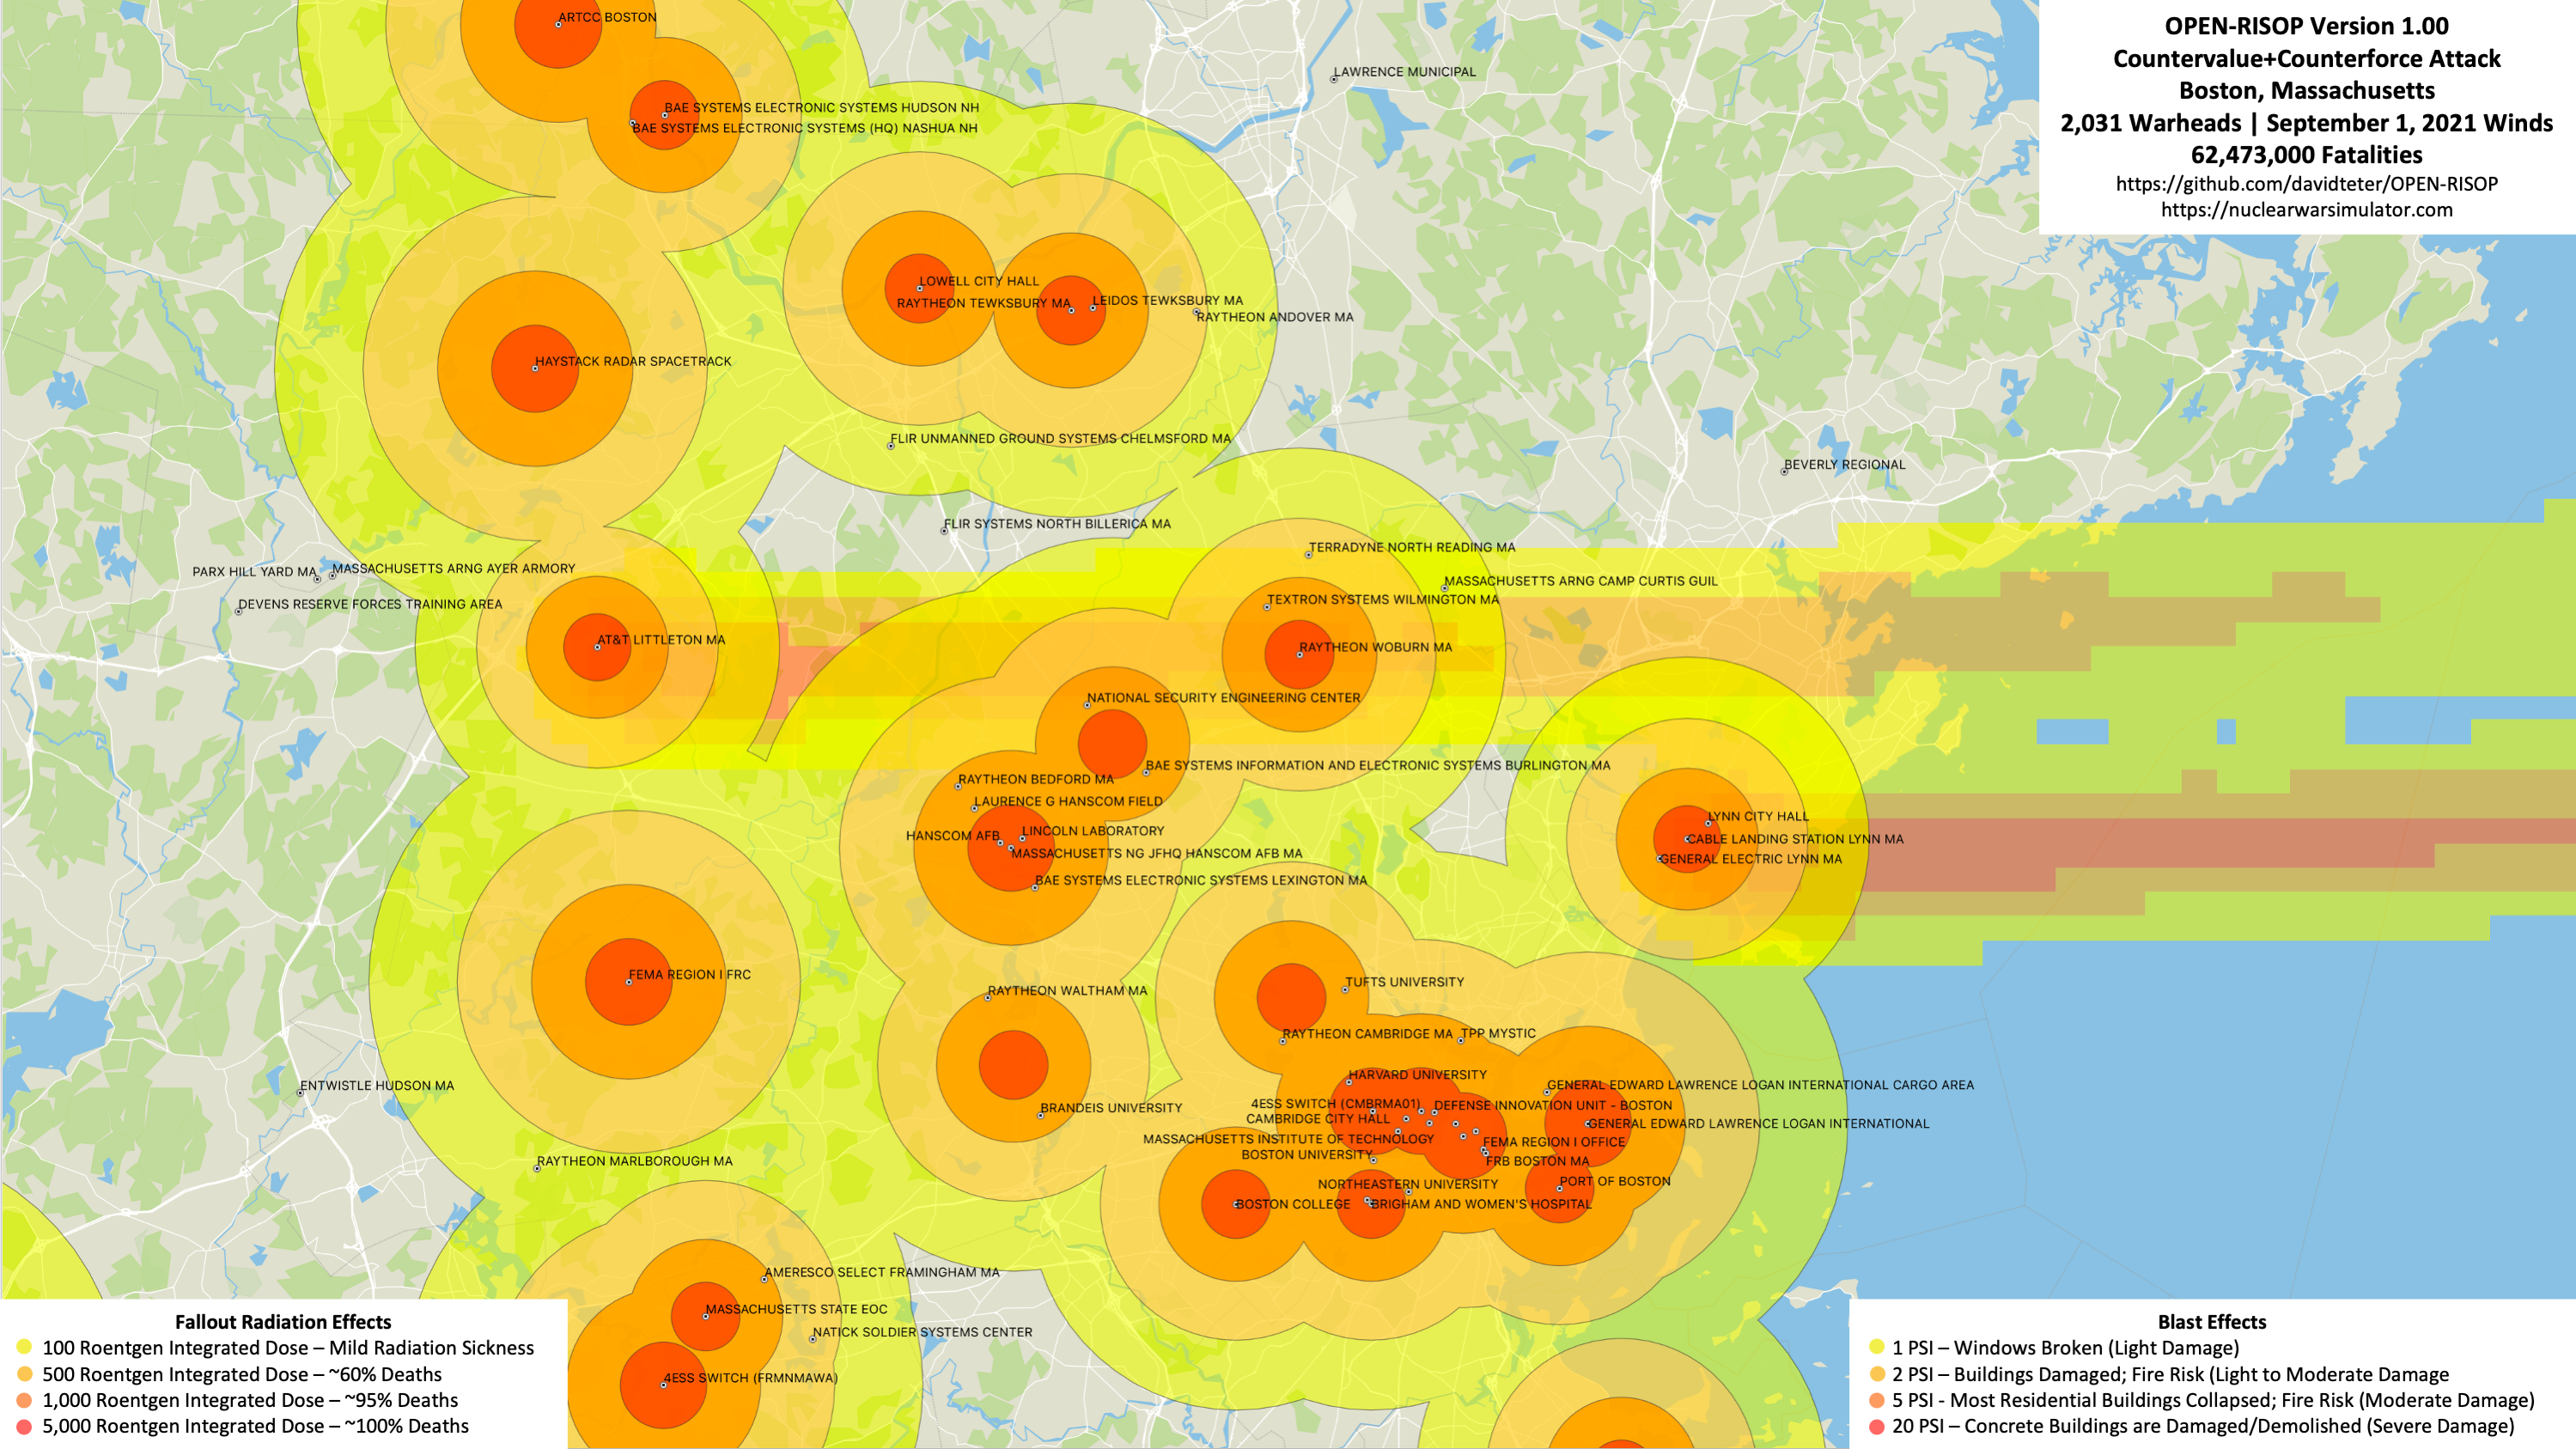 OPEN-RISOP Version 1.00
Countervalue+Counterforce Attack
Boston, Massachusetts
2,031 Warheads | September 1, 2021 Winds
62,473,000 Fatalities
https://github.com/davidteter/OPEN-RISOP
https://nuclearwarsimulator.com
ARTCC BOSTON
LAWRENCE MUNICIPAL
BAE SYSTEMS ELECTRONIC SYSTEMS HUDSON NH
BAE SYSTEMS ELECTRONIC SYSTEMS (HQ) NASHUA NH
LOWELL CITY HALL
RAYTHEON TEWKSBURY MA
LEIDOS TEWKSBURY MA
RAYTHEON ANDOVER MA
HAYSTACK RADAR SPACETRACK
FLIR UNMANNED GROUND SYSTEMS CHELMSFORD MA
BEVERLY REGIONAL
FLIR SYSTEMS NORTH BILLERICA MA
TERRADYNE NORTH READING MA
PARX HILL YARD MA
MASSACHUSETTS ARNG AYER ARMORY
MASSACHUSETTS ARNG CAMP CURTIS GUIL
DEVENS RESERVE FORCES TRAINING AREA
TEXTRON SYSTEMS WILMINGTON MA
AT&T LITTLETON MA
RAYTHEON WOBURN MA
NATIONAL SECURITY ENGINEERING CENTER
BAE SYSTEMS INFORMATION AND ELECTRONIC SYSTEMS BURLINGTON MA
RAYTHEON BEDFORD MA
LAURENCE G HANSCOM FIELD
LYNN CITY HALL
HANSCOM AFB
LINCOLN LABORATORY
CABLE LANDING STATION LYNN MA
MASSACHUSETTS NG JFHQ HANSCOM AFB MA
GENERAL ELECTRIC LYNN MA
BAE SYSTEMS ELECTRONIC SYSTEMS LEXINGTON MA
FEMA REGION I FRC
TUFTS UNIVERSITY
RAYTHEON WALTHAM MA
RAYTHEON CAMBRIDGE MA
TPP MYSTIC
HARVARD UNIVERSITY
ENTWISTLE HUDSON MA
GENERAL EDWARD LAWRENCE LOGAN INTERNATIONAL CARGO AREA
BRANDEIS UNIVERSITY
4ESS SWITCH (CMBRMA01)
DEFENSE INNOVATION UNIT - BOSTON
CAMBRIDGE CITY HALL
GENERAL EDWARD LAWRENCE LOGAN INTERNATIONAL
MASSACHUSETTS INSTITUTE OF TECHNOLOGY
FEMA REGION I OFFICE
BOSTON UNIVERSITY
FRB BOSTON MA
RAYTHEON MARLBOROUGH MA
NORTHEASTERN UNIVERSITY
PORT OF BOSTON
BOSTON COLLEGE
BRIGHAM AND WOMEN'S HOSPITAL
AMERESCO SELECT FRAMINGHAM MA
MASSACHUSETTS STATE EOC
NATICK SOLDIER SYSTEMS CENTER
4ESS SWITCH (FRMNMAWA)
Fallout Radiation Effects
100 Roentgen Integrated Dose – Mild Radiation Sickness
500 Roentgen Integrated Dose – ~60% Deaths
1,000 Roentgen Integrated Dose – ~95% Deaths
5,000 Roentgen Integrated Dose – ~100% Deaths
Blast Effects
1 PSI – Windows Broken (Light Damage)
2 PSI – Buildings Damaged; Fire Risk (Light to Moderate Damage
5 PSI - Most Residential Buildings Collapsed; Fire Risk (Moderate Damage)
20 PSI – Concrete Buildings are Damaged/Demolished (Severe Damage)